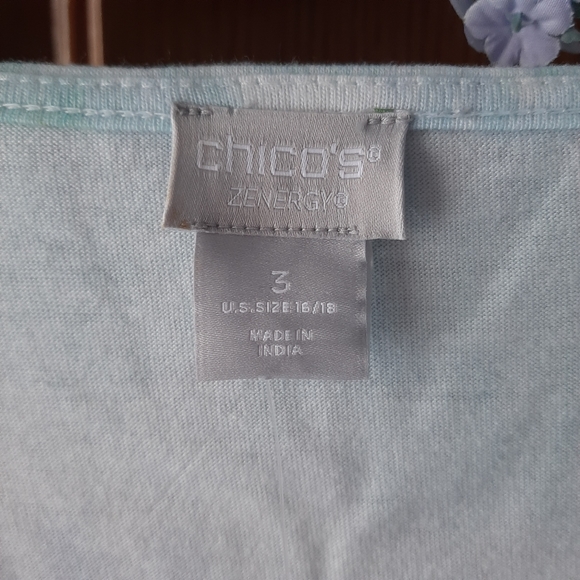 chico's®
ZENERGY®
3
U.S. SIZE 16/18
MADE IN
INDIA